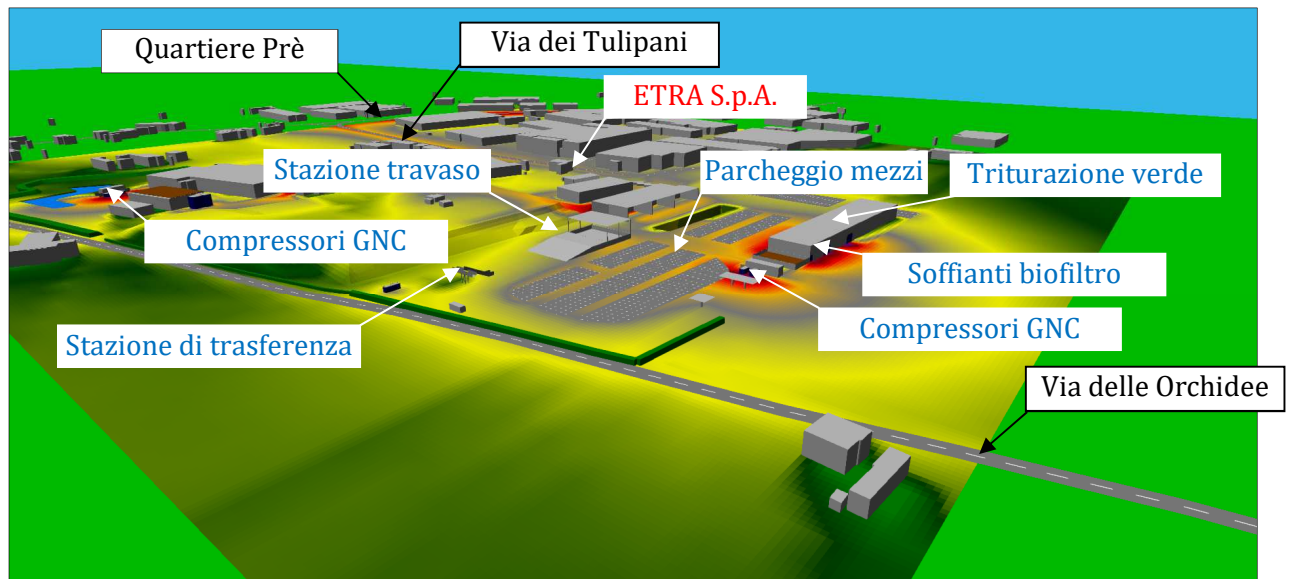 Quartiere Prè
Via dei Tulipani
ETRA S.p.A.
Stazione travaso
Parcheggio mezzi
Triturazione verde
Compressori GNC
Soffianti biofiltro
Stazione di trasferenza
Compressori GNC
Via delle Orchidee